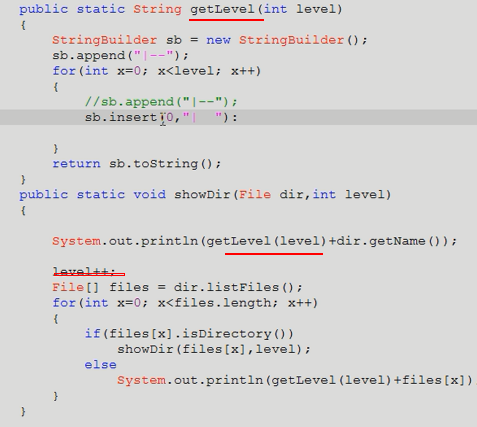 public static String getLevel(int level)
{
    StringBuilder sb = new StringBuilder();
    sb.append("|--");
    for(int x=0; x<level; x++)
    {
        //sb.append("|--");
        sb.insert(0,"|  "):
    }
    return sb.toString();
}
public static void showDir(File dir,int level)
{
    System.out.println(getLevel(level)+dir.getName());
    level++;
    File[] files = dir.listFiles();
    for(int x=0; x<files.length; x++)
    {
        if(files[x].isDirectory())
            showDir(files[x],level);
        else
            System.out.println(getLevel(level)+files[x])
    }
}